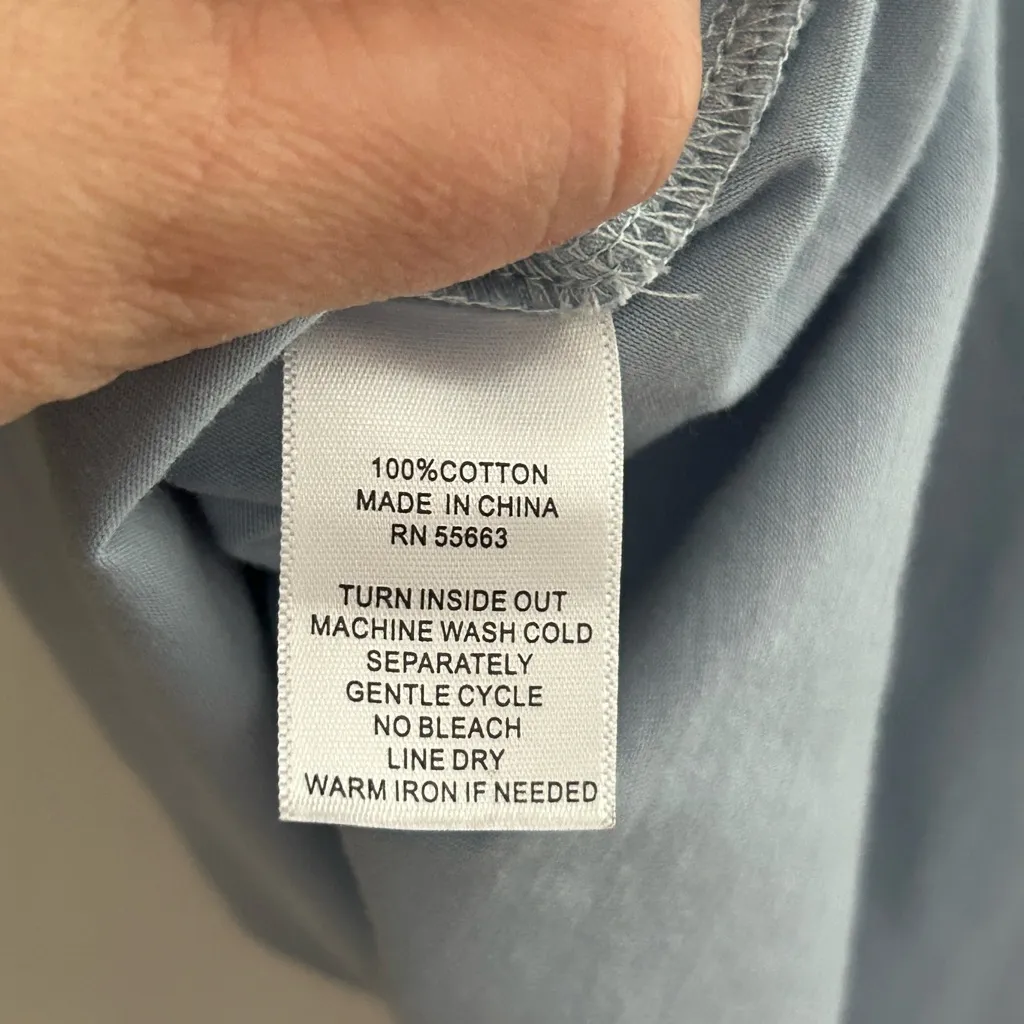 100%COTTON
MADE IN CHINA
RN 55663
TURN INSIDE OUT
MACHINE WASH COLD
SEPARATELY
GENTLE CYCLE
NO BLEACH
LINE DRY
WARM IRON IF NEEDED